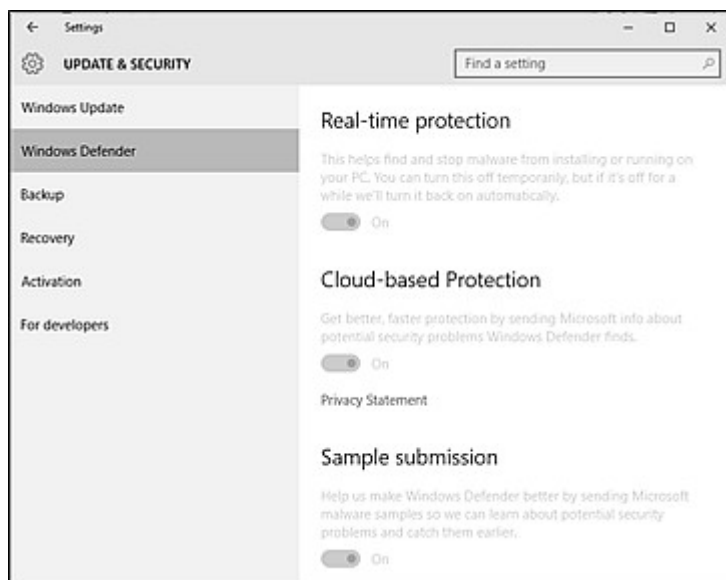 Settings
UPDATE & SECURITY
Find a setting
Windows Update
Windows Defender
Backup
Recovery
Activation
For developers
Real-time protection
This helps find and stop malware from installing or running on
your PC. You can turn this off temporarily, but if it's off for a
while we'll turn it back on automatically.
On
Cloud-based Protection
Get better, faster protection by sending Microsoft info about
potential security problems Windows Defender finds.
On
Privacy Statement
Sample submission
Help us make Windows Defender better by sending Microsoft
malware samples so we can learn about potential security
problems and catch them earlier.
On